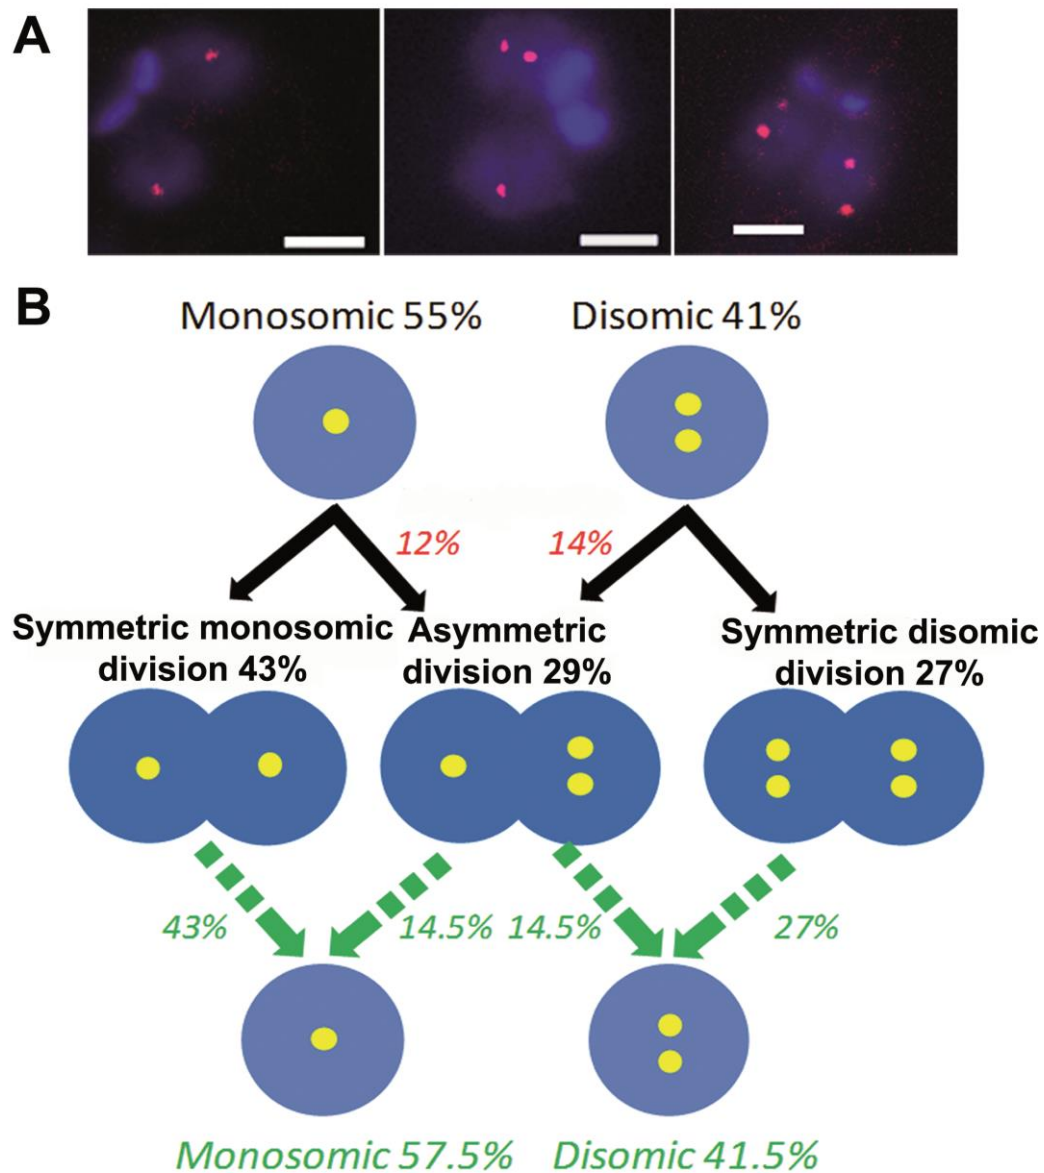 A
B
Monosomic 55%
Disomic 41%
12%
14%
Symmetric monosomic
division 43%
Asymmetric
division 29%
Symmetric disomic
division 27%
43%
14.5%
14.5%
27%
Monosomic 57.5%
Disomic 41.5%